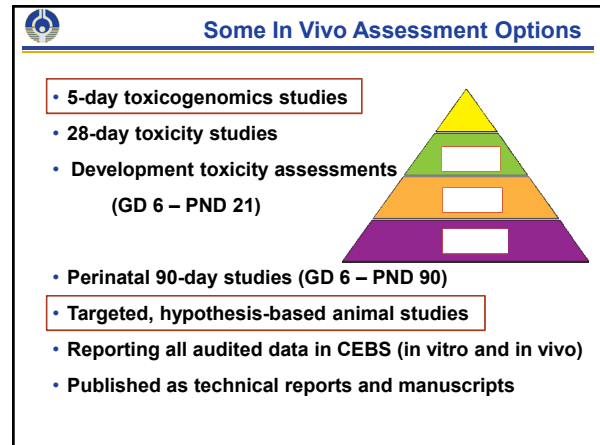 Some In Vivo Assessment Options
• 5-day toxicogenomics studies
• 28-day toxicity studies
• Development toxicity assessments
(GD 6 – PND 21)
• Perinatal 90-day studies (GD 6 – PND 90)
• Targeted, hypothesis-based animal studies
• Reporting all audited data in CEBS (in vitro and in vivo)
• Published as technical reports and manuscripts